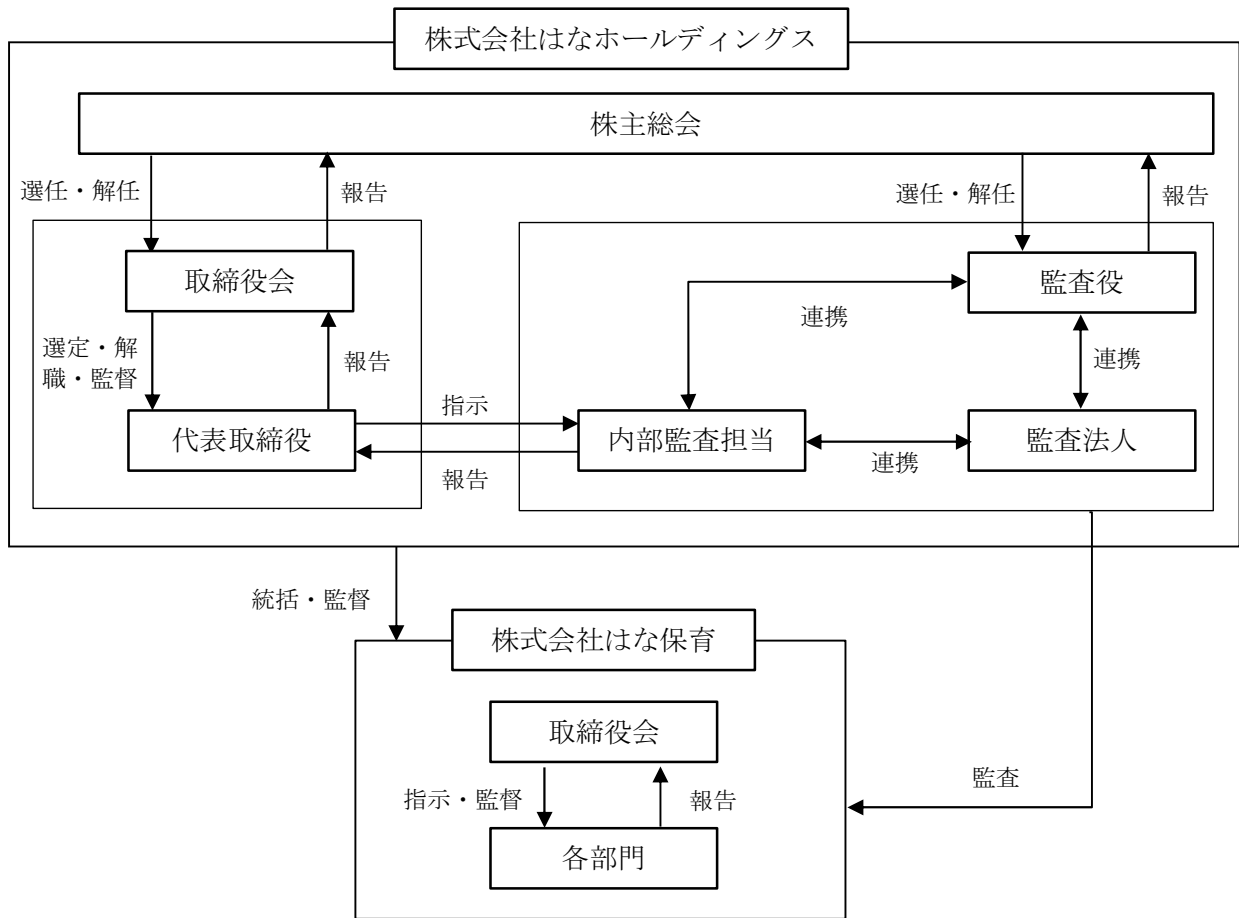 株式会社はなホールディングス
株主総会
選任・解任
報告
選任・解任
報告
取締役会
監査役
連携
選定・解
職・監督
報告
連携
指示
代表取締役
内部監査担当
監査法人
連携
報告
統括・監督
株式会社はな保育
取締役会
監査
指示・監督
報告
各部門